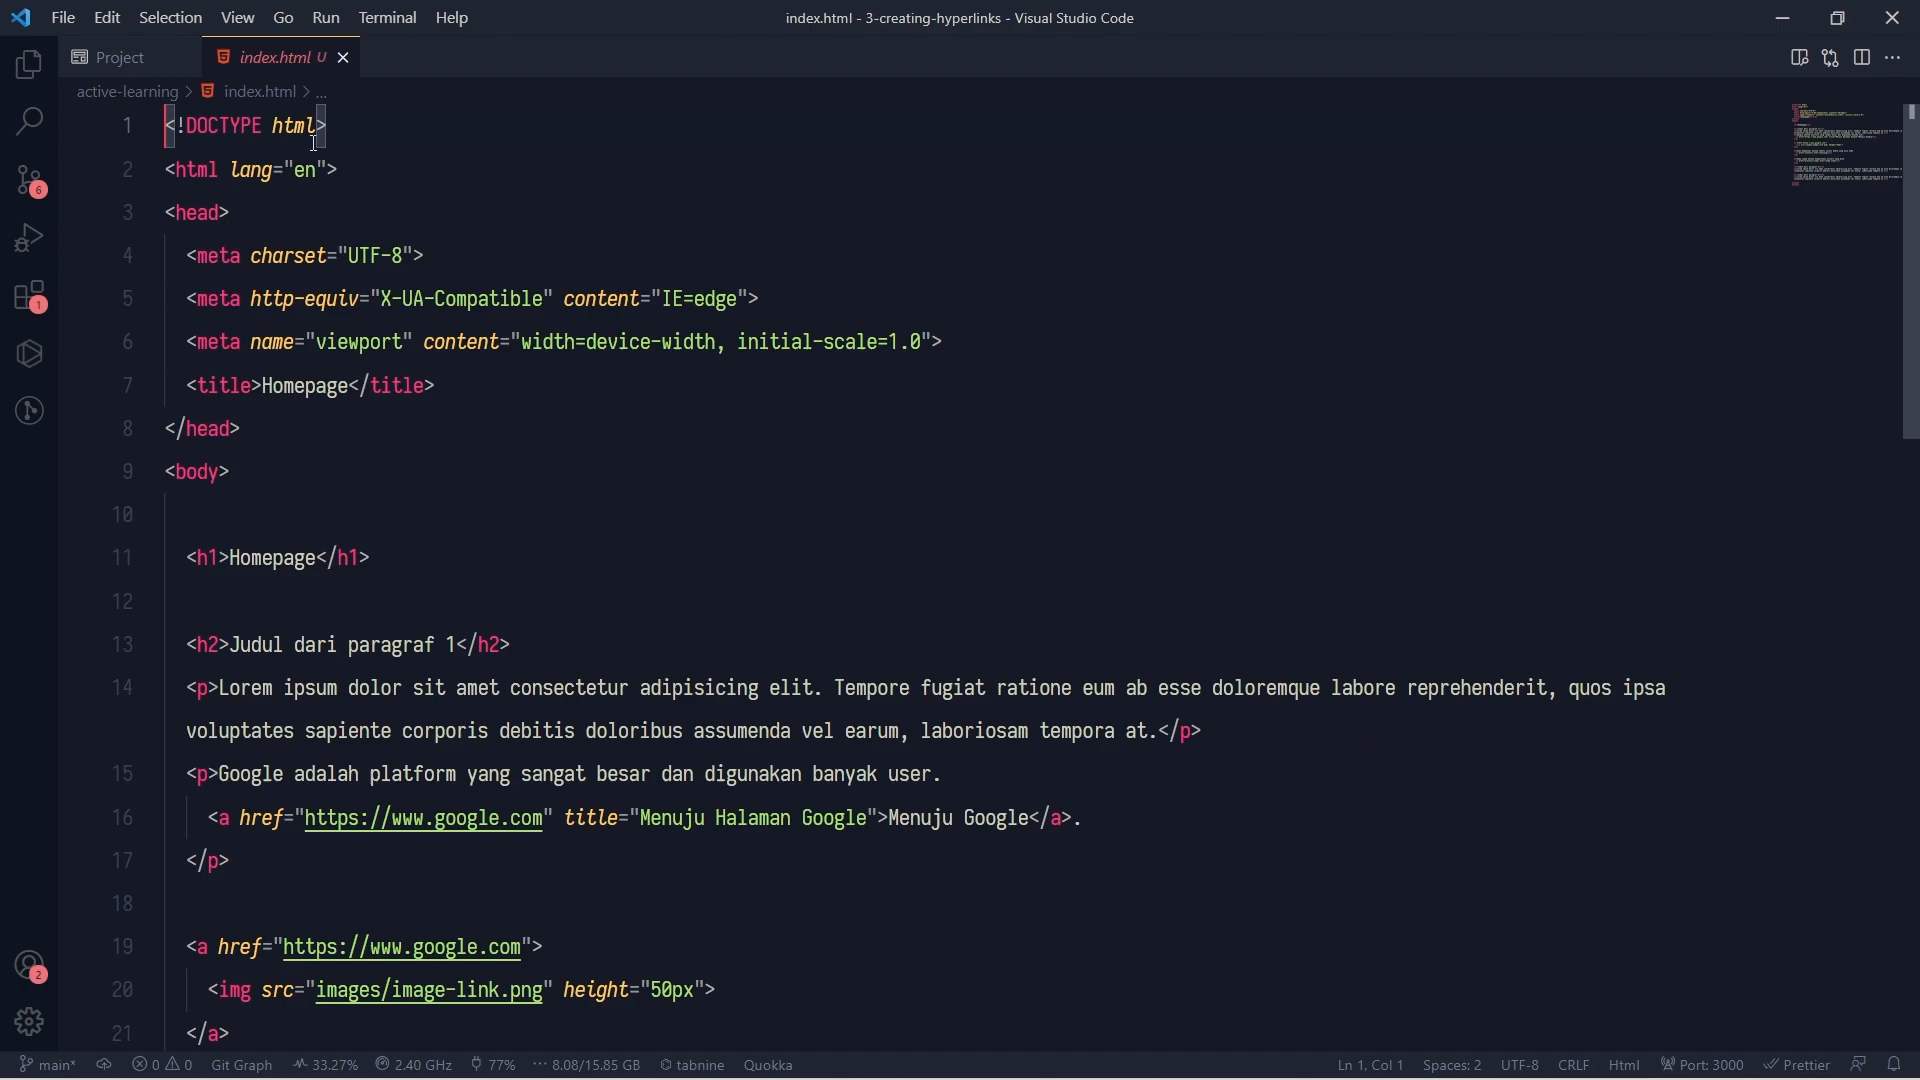 File Edit Selection View Go Run Terminal Help
index.html - 3-creating-hyperlinks - Visual Studio Code
Project
index.html U
active-learning > index.html > ...
1 <!DOCTYPE html>
2 <html lang="en">
3 <head>
4 <meta charset="UTF-8">
5 <meta http-equiv="X-UA-Compatible" content="IE=edge">
6 <meta name="viewport" content="width=device-width, initial-scale=1.0">
7 <title>Homepage</title>
8 </head>
9 <body>
10
11 <h1>Homepage</h1>
12
13 <h2>Judul dari paragraf 1</h2>
14 <p>Lorem ipsum dolor sit amet consectetur adipisicing elit. Tempore fugiat ratione eum ab esse doloremque labore reprehenderit, quos ipsa
voluptates sapiente corporis debitis doloribus assumenda vel earum, laboriosam tempora at.</p>
15 <p>Google adalah platform yang sangat besar dan digunakan banyak user.
16 <a href="https://www.google.com" title="Menuju Halaman Google">Menuju Google</a>.
17 </p>
18
19 <a href="https://www.google.com">
20 <img src="images/image-link.png" height="50px">
21 </a>
6
1
2
main* 0 0 Git Graph 33.27% 2.40 GHz 77% 8.08/15.85 GB tabnine Quokka
Ln 1, Col 1 Spaces: 2 UTF-8 CRLF Html Port: 3000 Prettier